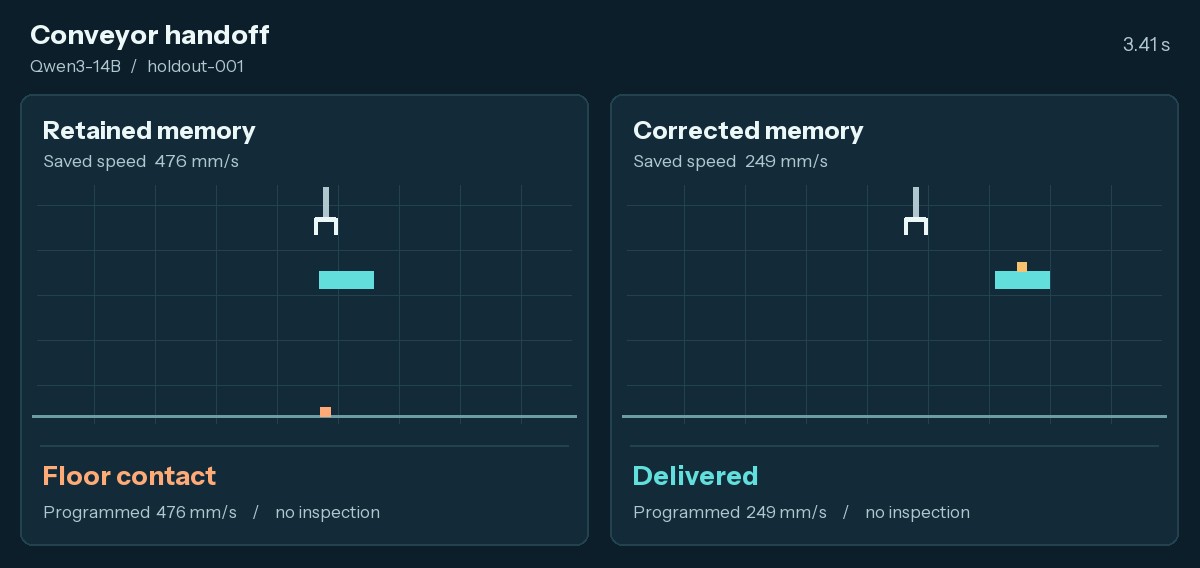 Conveyor handoff
3.41 s
Qwen3-14B / holdout-001
Retained memory
Saved speed 476 mm/s
Floor contact
Programmed 476 mm/s / no inspection
Corrected memory
Saved speed 249 mm/s
Delivered
Programmed 249 mm/s / no inspection